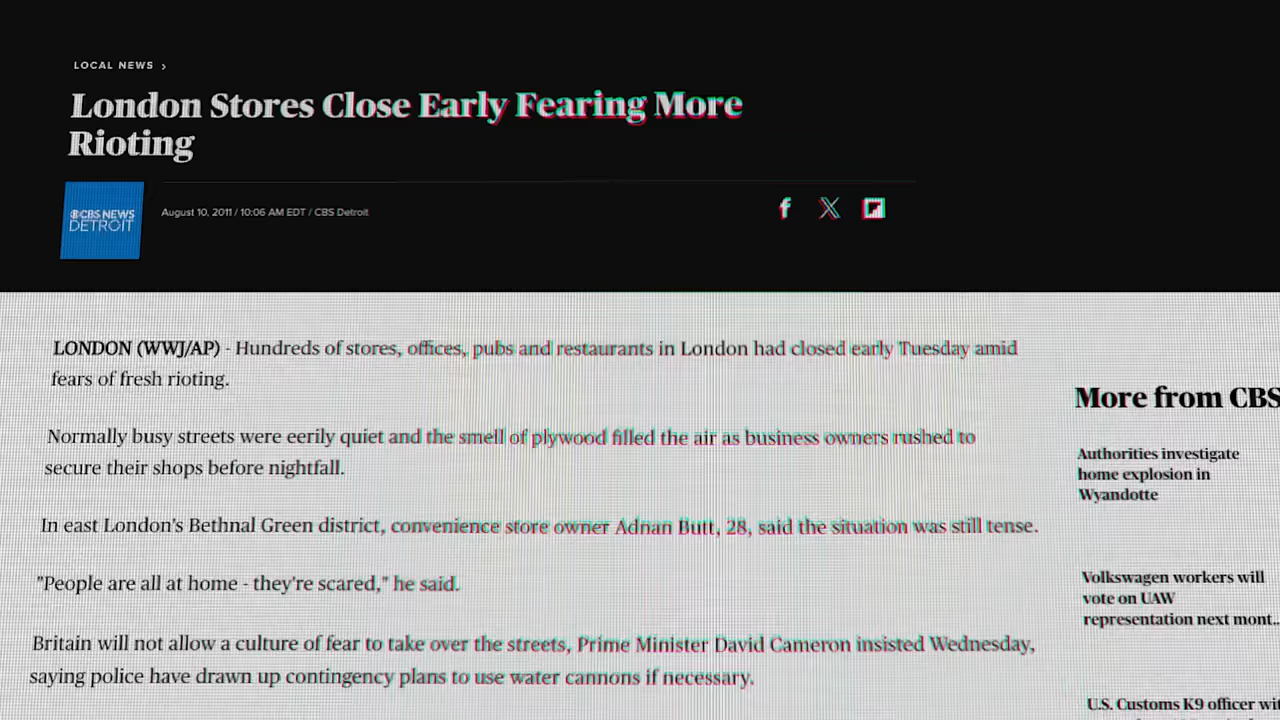 LOCAL NEWS >
London Stores Close Early Fearing More
Rioting
CBS NEWS
DETROIT
August 10, 2011 / 10:06 AM EDT / CBS Detroit
LONDON (WWJ/AP) - Hundreds of stores, offices, pubs and restaurants in London had closed early Tuesday amid
fears of fresh rioting.
Normally busy streets were eerily quiet and the smell of plywood filled the air as business owners rushed to
secure their shops before nightfall.
In east London's Bethnal Green district, convenience store owner Adnan Butt, 28, said the situation was still tense.
"People are all at home - they're scared," he said.
Britain will not allow a culture of fear to take over the streets, Prime Minister David Cameron insisted Wednesday,
saying police have drawn up contingency plans to use water cannons if necessary.
More from CBS
Authorities investigate
home explosion in
Wyandotte
Volkswagen workers will
vote on UAW
representation next mont...
U.S. Customs K9 officer wi